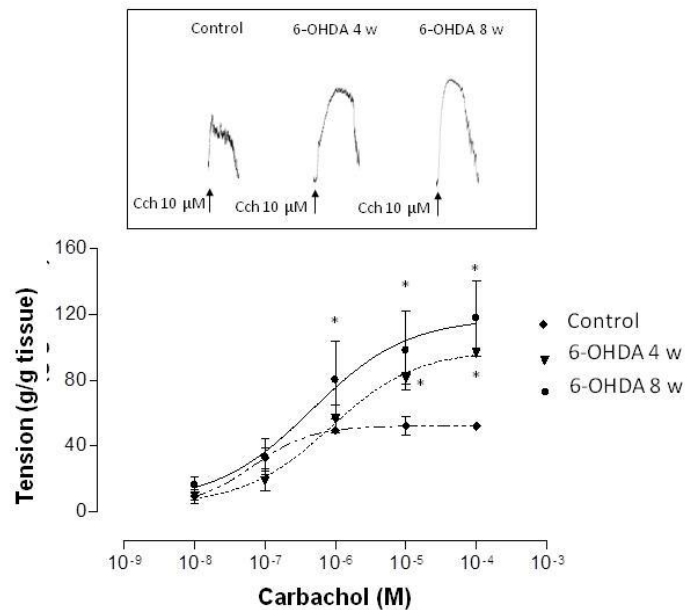 Control 6-OHDA 4 w 6-OHDA 8 w
Cch 10 μM Cch 10 μM Cch 10 μM
160
120
80
40
0
Tension (g/g tissue)
* * *
* *
Control
6-OHDA 4 w
6-OHDA 8 w
10⁻⁹ 10⁻⁸ 10⁻⁷ 10⁻⁶ 10⁻⁵ 10⁻⁴ 10⁻³
Carbachol (M)